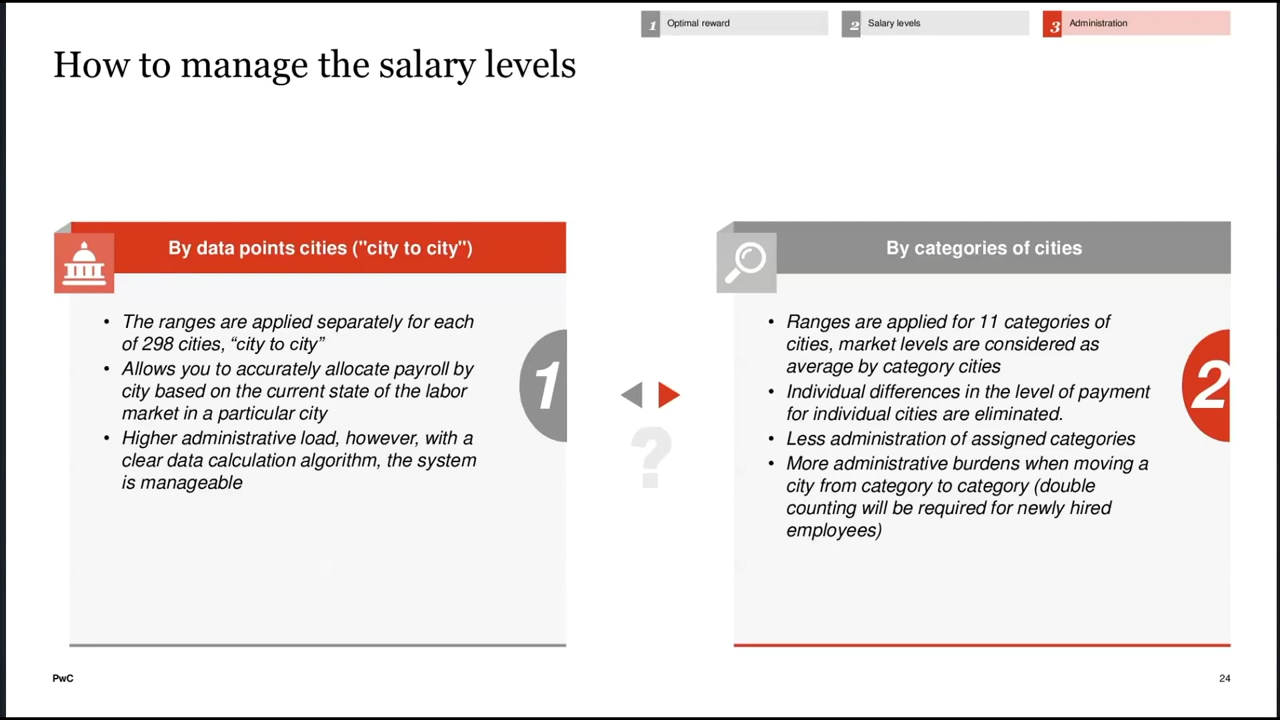 1 Optimal reward
2 Salary levels
3 Administration
How to manage the salary levels
By data points cities ("city to city")
• The ranges are applied separately for each
of 298 cities, “city to city”
• Allows you to accurately allocate payroll by
city based on the current state of the labor
market in a particular city
• Higher administrative load, however, with a
clear data calculation algorithm, the system
is manageable
1
?
By categories of cities
• Ranges are applied for 11 categories of
cities, market levels are considered as
average by category cities
• Individual differences in the level of payment
for individual cities are eliminated.
• Less administration of assigned categories
• More administrative burdens when moving a
city from category to category (double
counting will be required for newly hired
employees)
2
PwC
24